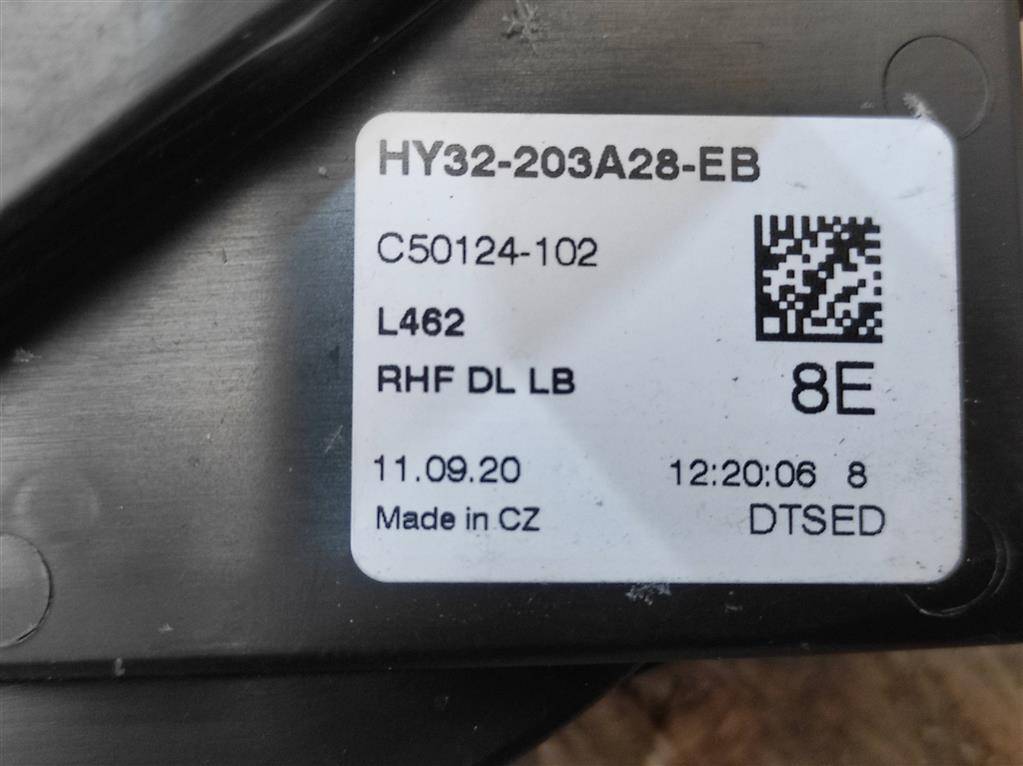 HY32-203A28-EB
C50124-102
L462
RHF DL LB
8E
11.09.20 12:20:06 8
Made in CZ DTSED